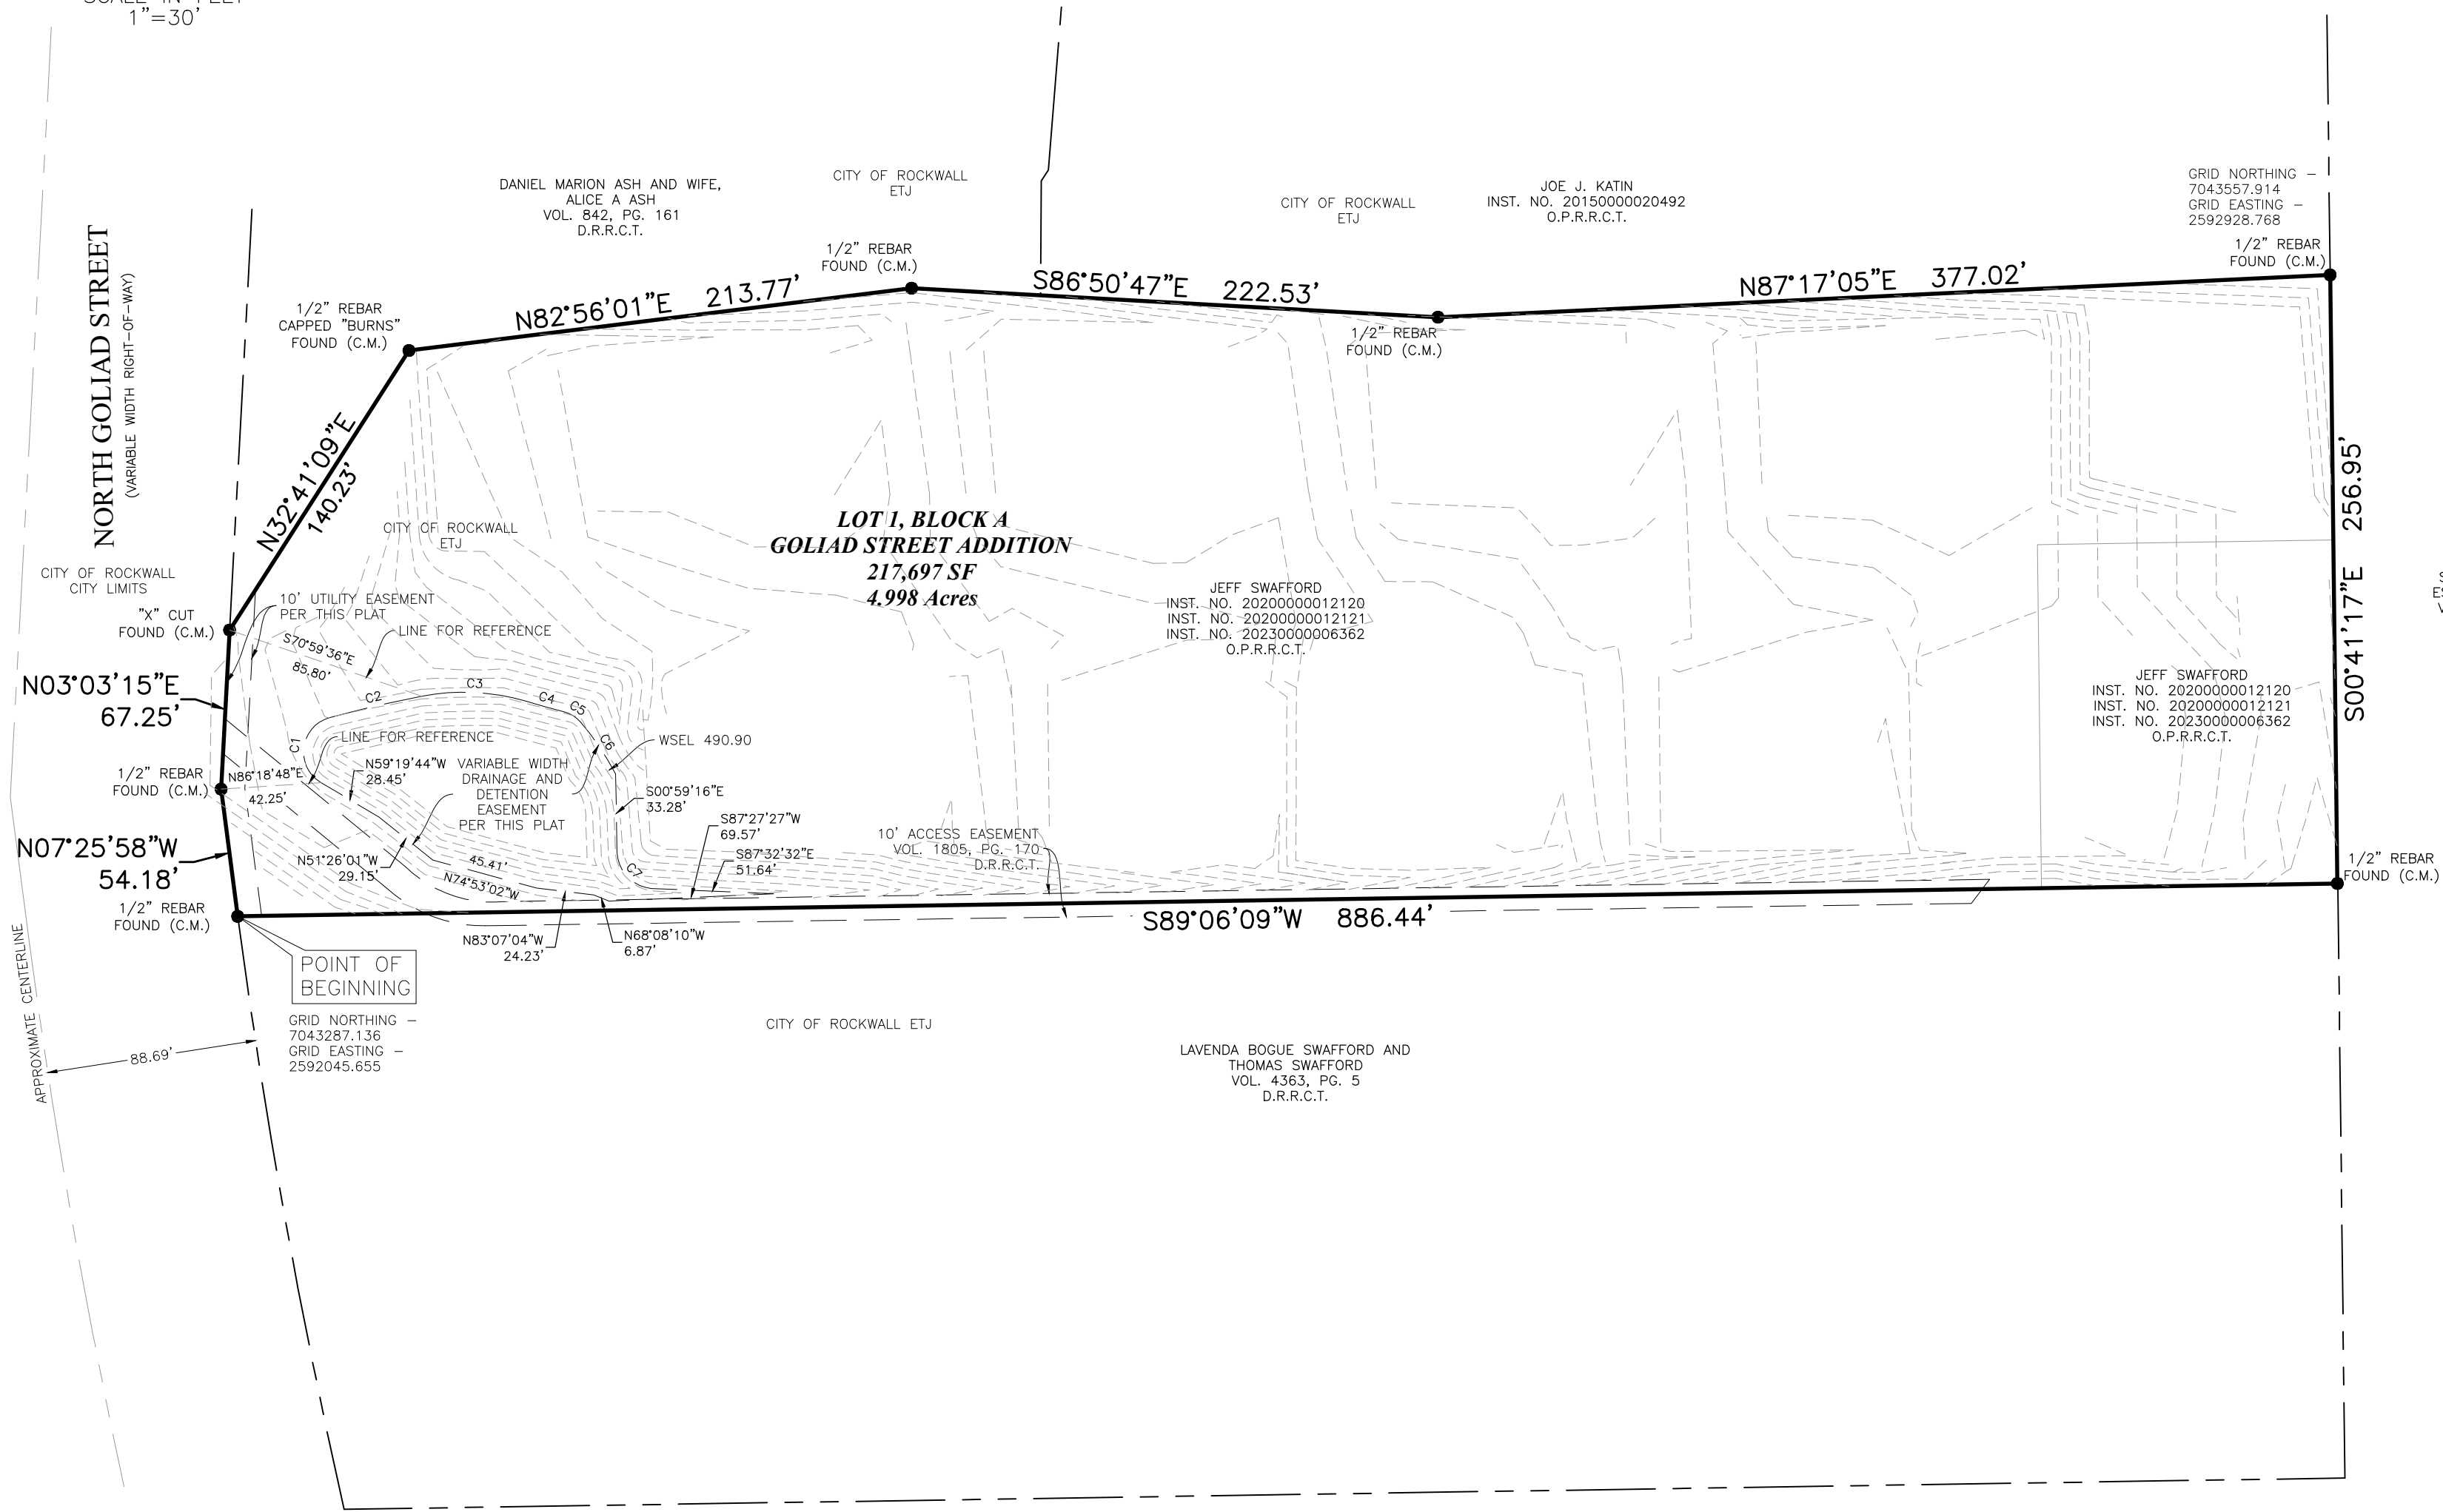 1"=30'
NORTH GOLIAD STREET
(VARIABLE WIDTH RIGHT-OF-WAY)
DANIEL MARION ASH AND WIFE,
ALICE A ASH
VOL. 842, PG. 161
D.R.R.C.T.
CITY OF ROCKWALL
ETJ
CITY OF ROCKWALL
ETJ
JOE J. KATIN
INST. NO. 20150000020492
O.P.R.R.C.T.
GRID NORTHING -
7043557.914
GRID EASTING -
2592928.768
1/2" REBAR
FOUND (C.M.)
1/2" REBAR
FOUND (C.M.)
1/2" REBAR
CAPPED "BURNS"
FOUND (C.M.)
N82°56'01"E 213.77'
S86°50'47"E 222.53'
N87°17'05"E 377.02'
1/2" REBAR
FOUND (C.M.)
N32°41'09"E
140.23'
CITY OF ROCKWALL
ETJ
LOT 1, BLOCK A
GOLIAD STREET ADDITION
217,697 SF
4.998 Acres
S00°41'17"E 256.95'
CITY OF ROCKWALL
CITY LIMITS
"X" CUT
FOUND (C.M.)
10' UTILITY EASEMENT
PER THIS PLAT
LINE FOR REFERENCE
S70°59'36"E
85.80'
JEFF SWAFFORD
INST. NO. 20200000012120
INST. NO. 20200000012121
INST. NO. 20230000006362
O.P.R.R.C.T.
JEFF SWAFFORD
INST. NO. 20200000012120
INST. NO. 20200000012121
INST. NO. 20230000006362
O.P.R.R.C.T.
N03°03'15"E
67.25'
C1
C2
C3
C4
C5
C6
C7
LINE FOR REFERENCE
WSEL 490.90
1/2" REBAR
FOUND (C.M.)
N86°18'48"E
42.25'
N59°19'44"W
28.45'
VARIABLE WIDTH
DRAINAGE AND
DETENTION
EASEMENT
PER THIS PLAT
S00°59'16"E
33.28'
S87°27'27"W
69.57'
S87°32'32"E
51.64'
10' ACCESS EASEMENT
VOL. 1805, PG. 170
D.R.R.C.T.
N07°25'58"W
54.18'
N51°26'01"W
29.15'
45.41'
N74°53'02"W
1/2" REBAR
FOUND (C.M.)
1/2" REBAR
FOUND (C.M.)
N83°07'04"W
24.23'
N68°08'10"W
6.87'
S89°06'09"W 886.44'
POINT OF
BEGINNING
GRID NORTHING -
7043287.136
GRID EASTING -
2592045.655
APPROXIMATE CENTERLINE
88.69'
CITY OF ROCKWALL ETJ
LAVENDA BOGUE SWAFFORD AND
THOMAS SWAFFORD
VOL. 4363, PG. 5
D.R.R.C.T.